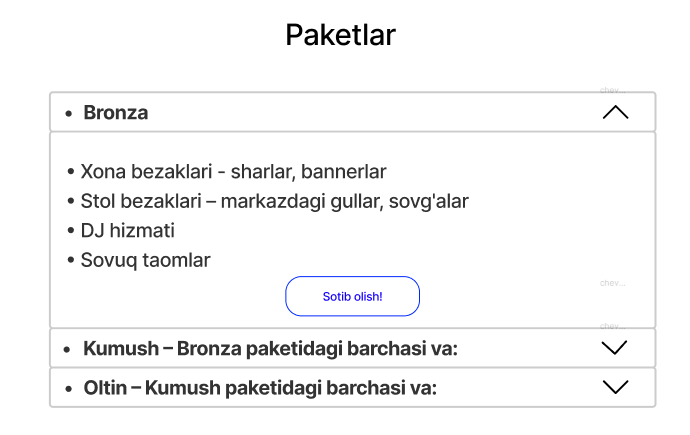 Paketlar
chev...
• Bronza
• Xona bezaklari - sharlar, bannerlar
• Stol bezaklari – markazdagi gullar, sovg'alar
• DJ hizmati
• Sovuq taomlar
chev...
Sotib olish!
chev...
• Kumush – Bronza paketidagi barchasi va:
• Oltin – Kumush paketidagi barchasi va: